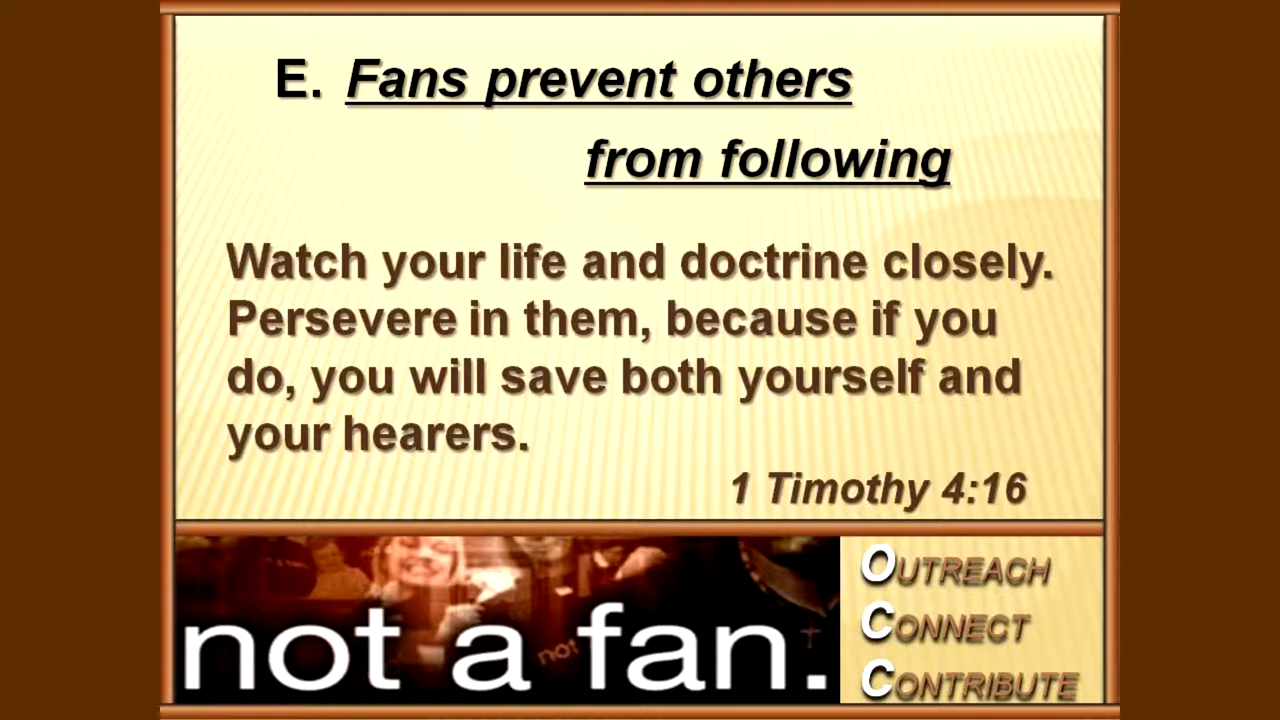 E. Fans prevent others
from following
Watch your life and doctrine closely.
Persevere in them, because if you
do, you will save both yourself and
your hearers.
1 Timothy 4:16
not a fan.
not
OUTREACH
CONNECT
CONTRIBUTE